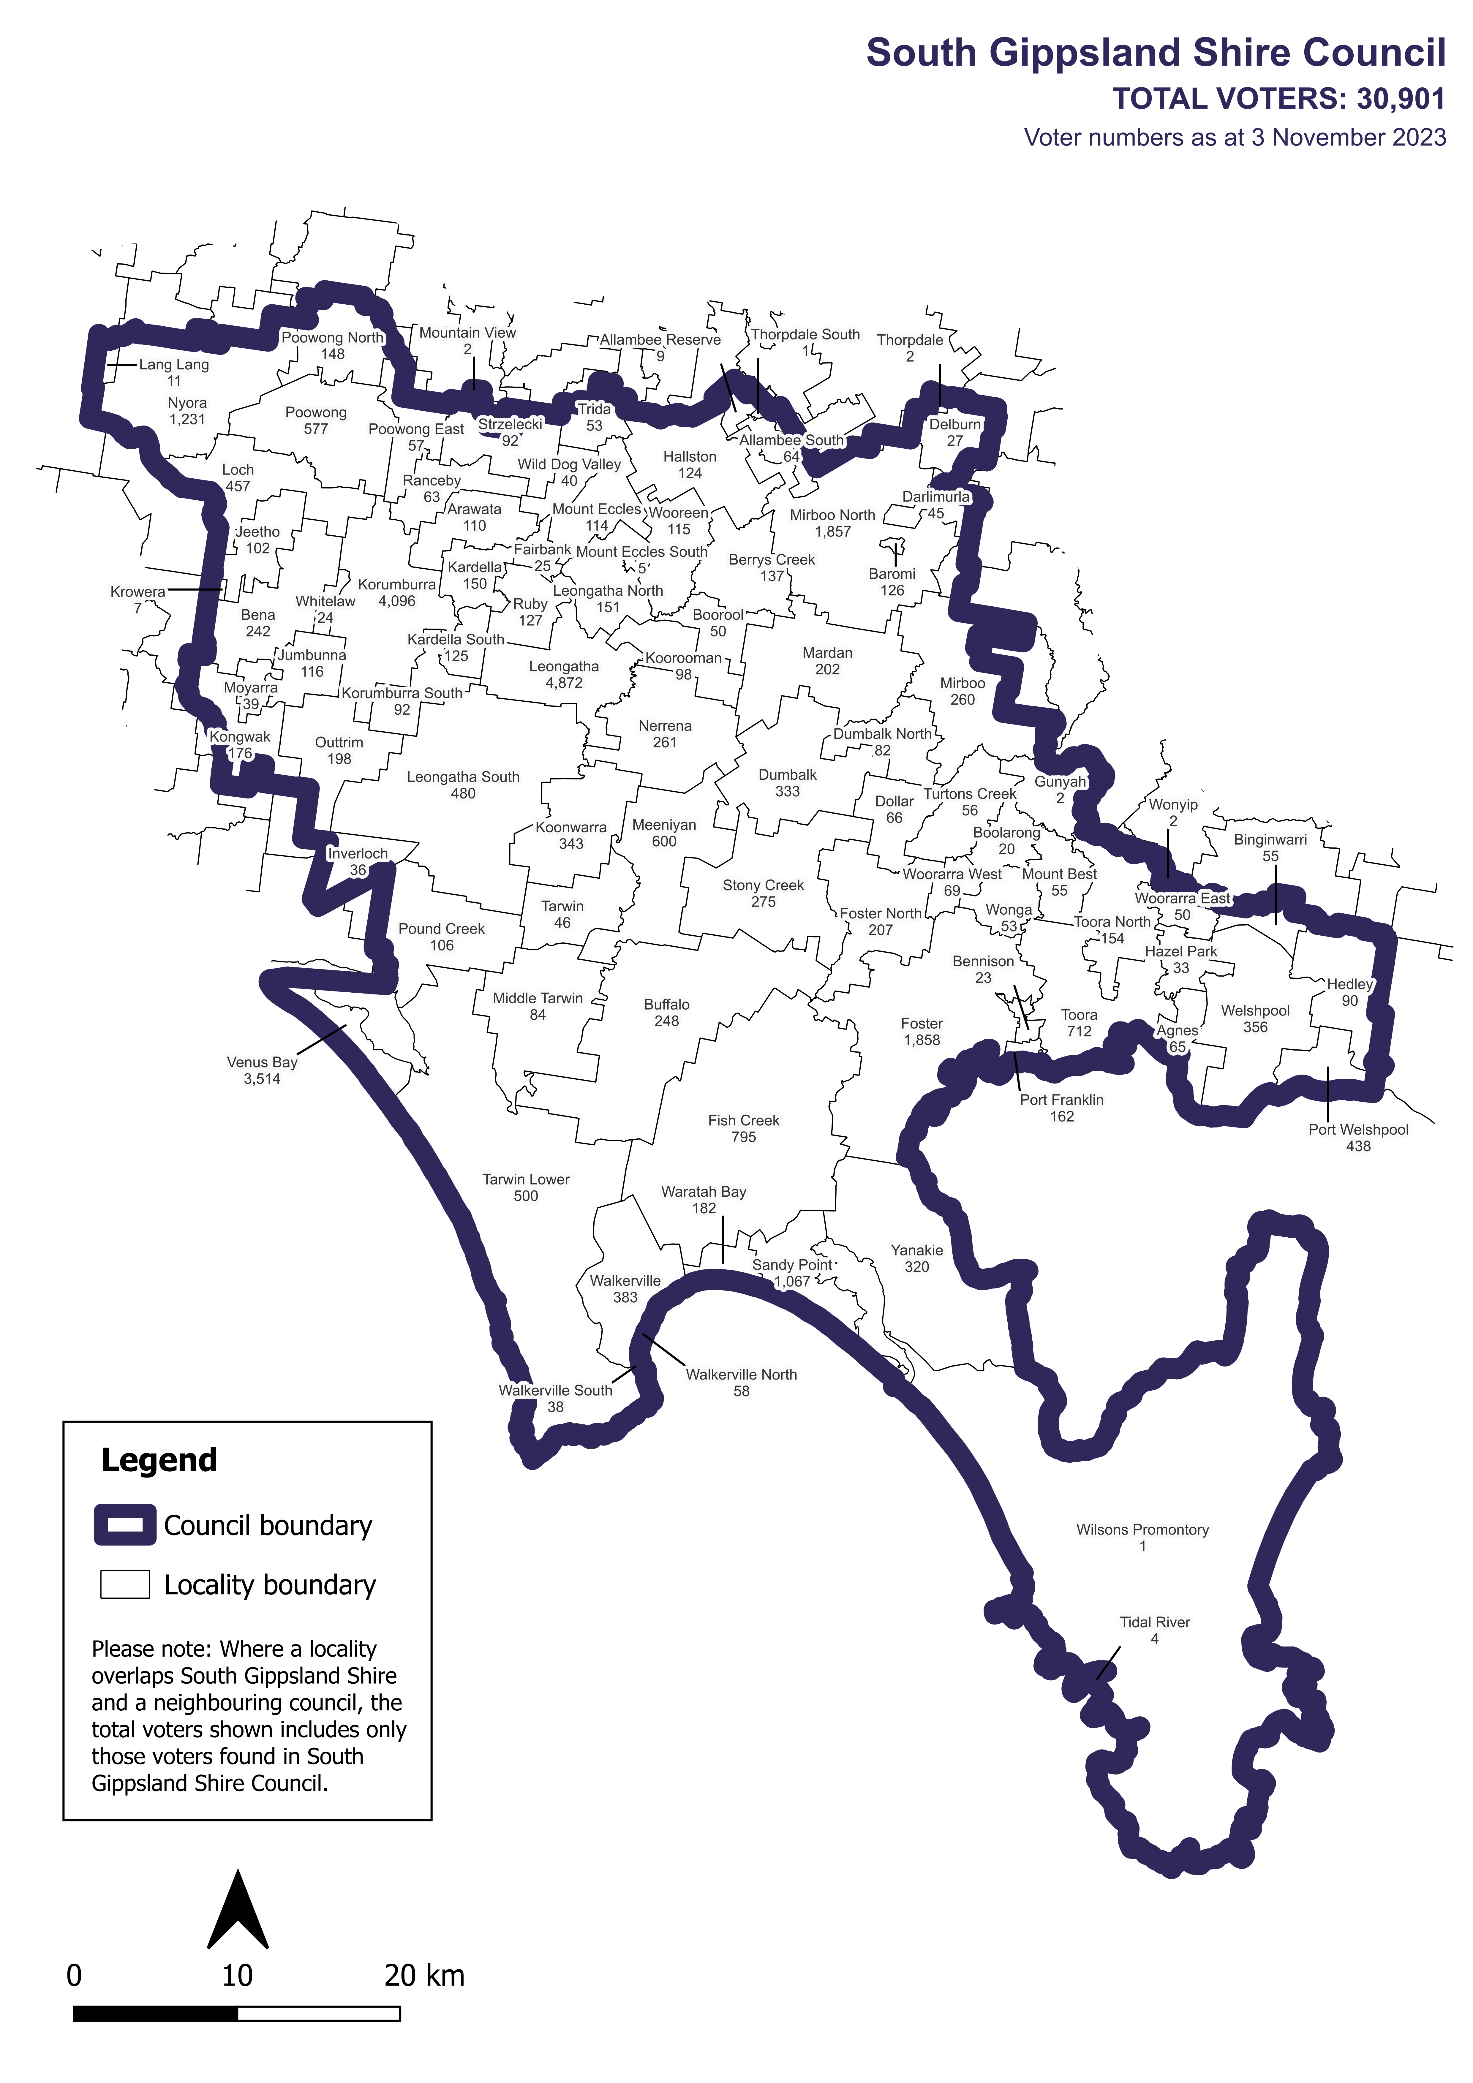 South Gippsland Shire Council
TOTAL VOTERS: 30,901
Voter numbers as at 3 November 2023
Mountain View
2
Poowong North
148
Allambee Reserve
9
Thorpdale South
1
Thorpdale
2
Lang Lang
11
Nyora
1,231
Poowong
577
Poowong East
57
Strzelecki
92
Trida
53
Allambee South
64
Delburn
27
Loch
457
Ranceby
63
Wild Dog Valley
40
Hallston
124
Darlimurla
45
Arawata
110
Mount Eccles
114
Wooreen
115
Mirboo North
1,857
Jeetho
102
Fairbank
25
Mount Eccles South
5
Berrys Creek
137
Baromi
126
Krowera
7
Korumburra
4,096
Kardella
150
Leongatha North
151
Whitelaw
24
Ruby
127
Bena
242
Boorool
50
Kardella South
125
Jumbunna
116
Leongatha
4,872
Koorooman
98
Mardan
202
Moyarra
39
Korumburra South
92
Mirboo
260
Kongwak
176
Outtrim
198
Nerrena
261
Dumbalk North
82
Leongatha South
480
Dumbalk
333
Gunyah
2
Dollar
66
Turtons Creek
56
Wonyip
2
Koonwarra
343
Meeniyan
600
Boolarong
20
Binginwarri
55
Inverloch
36
Stony Creek
275
Woorarra West
69
Mount Best
55
Woorarra East
50
Tarwin
46
Foster North
207
Wonga
53
Toora North
154
Pound Creek
106
Hazel Park
33
Bennison
23
Hedley
90
Middle Tarwin
84
Buffalo
248
Foster
1,858
Toora
712
Agnes
65
Welshpool
356
Venus Bay
3,514
Port Franklin
162
Fish Creek
795
Port Welshpool
438
Tarwin Lower
500
Waratah Bay
182
Yanakie
320
Sandy Point
1,067
Walkerville
383
Walkerville North
58
Walkerville South
38
Legend
Council boundary
Locality boundary
Please note: Where a locality
overlaps South Gippsland Shire
and a neighbouring council, the
total voters shown includes only
those voters found in South
Gippsland Shire Council.
Wilsons Promontory
1
Tidal River
4
0 10 20 km